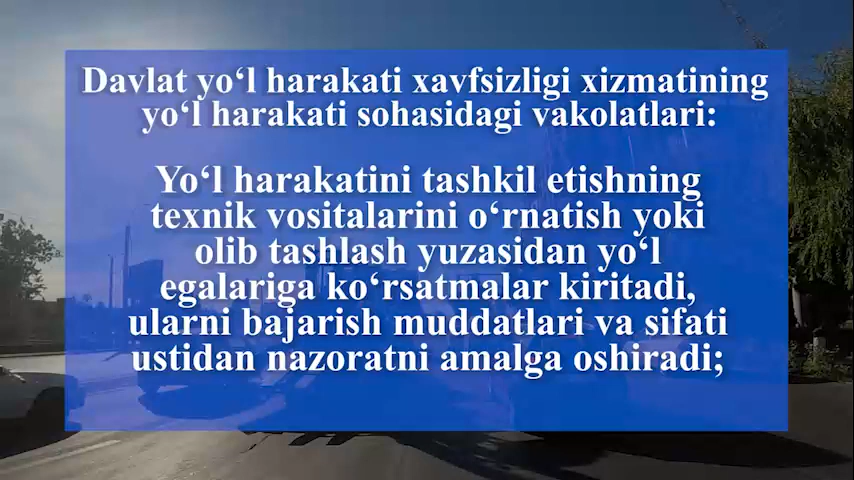 Davlat yo‘l harakati xavfsizligi xizmatining
yo‘l harakati sohasidagi vakolatlari:
Yo‘l harakatini tashkil etishning
texnik vositalarini o‘rnatish yoki
olib tashlash yuzasidan yo‘l
egalariga ko‘rsatmalar kiritadi,
ularni bajarish muddatlari va sifati
ustidan nazoratni amalga oshiradi;